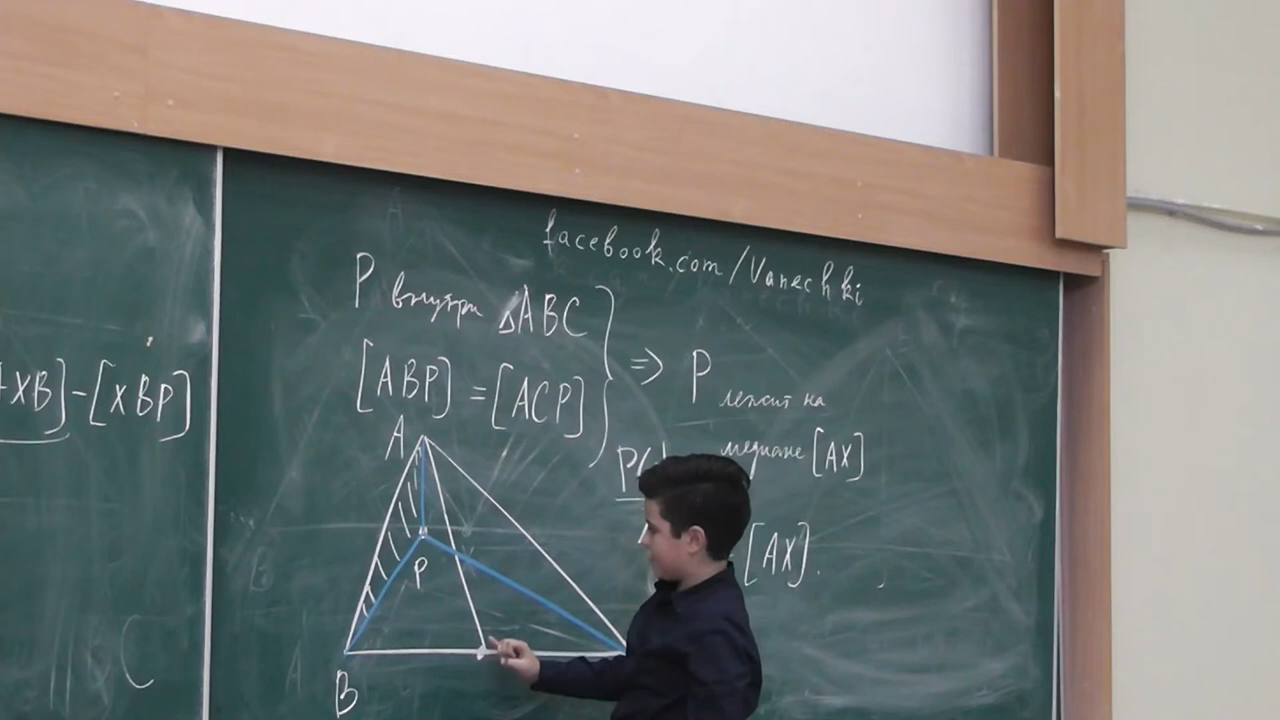 facebook.com/Vanechki
P внутри △ABC
[ABP] = [ACP]
⇒ P лежит на
медиане [AX]
[AX].
XB] - [XBP]
A
P
B
C